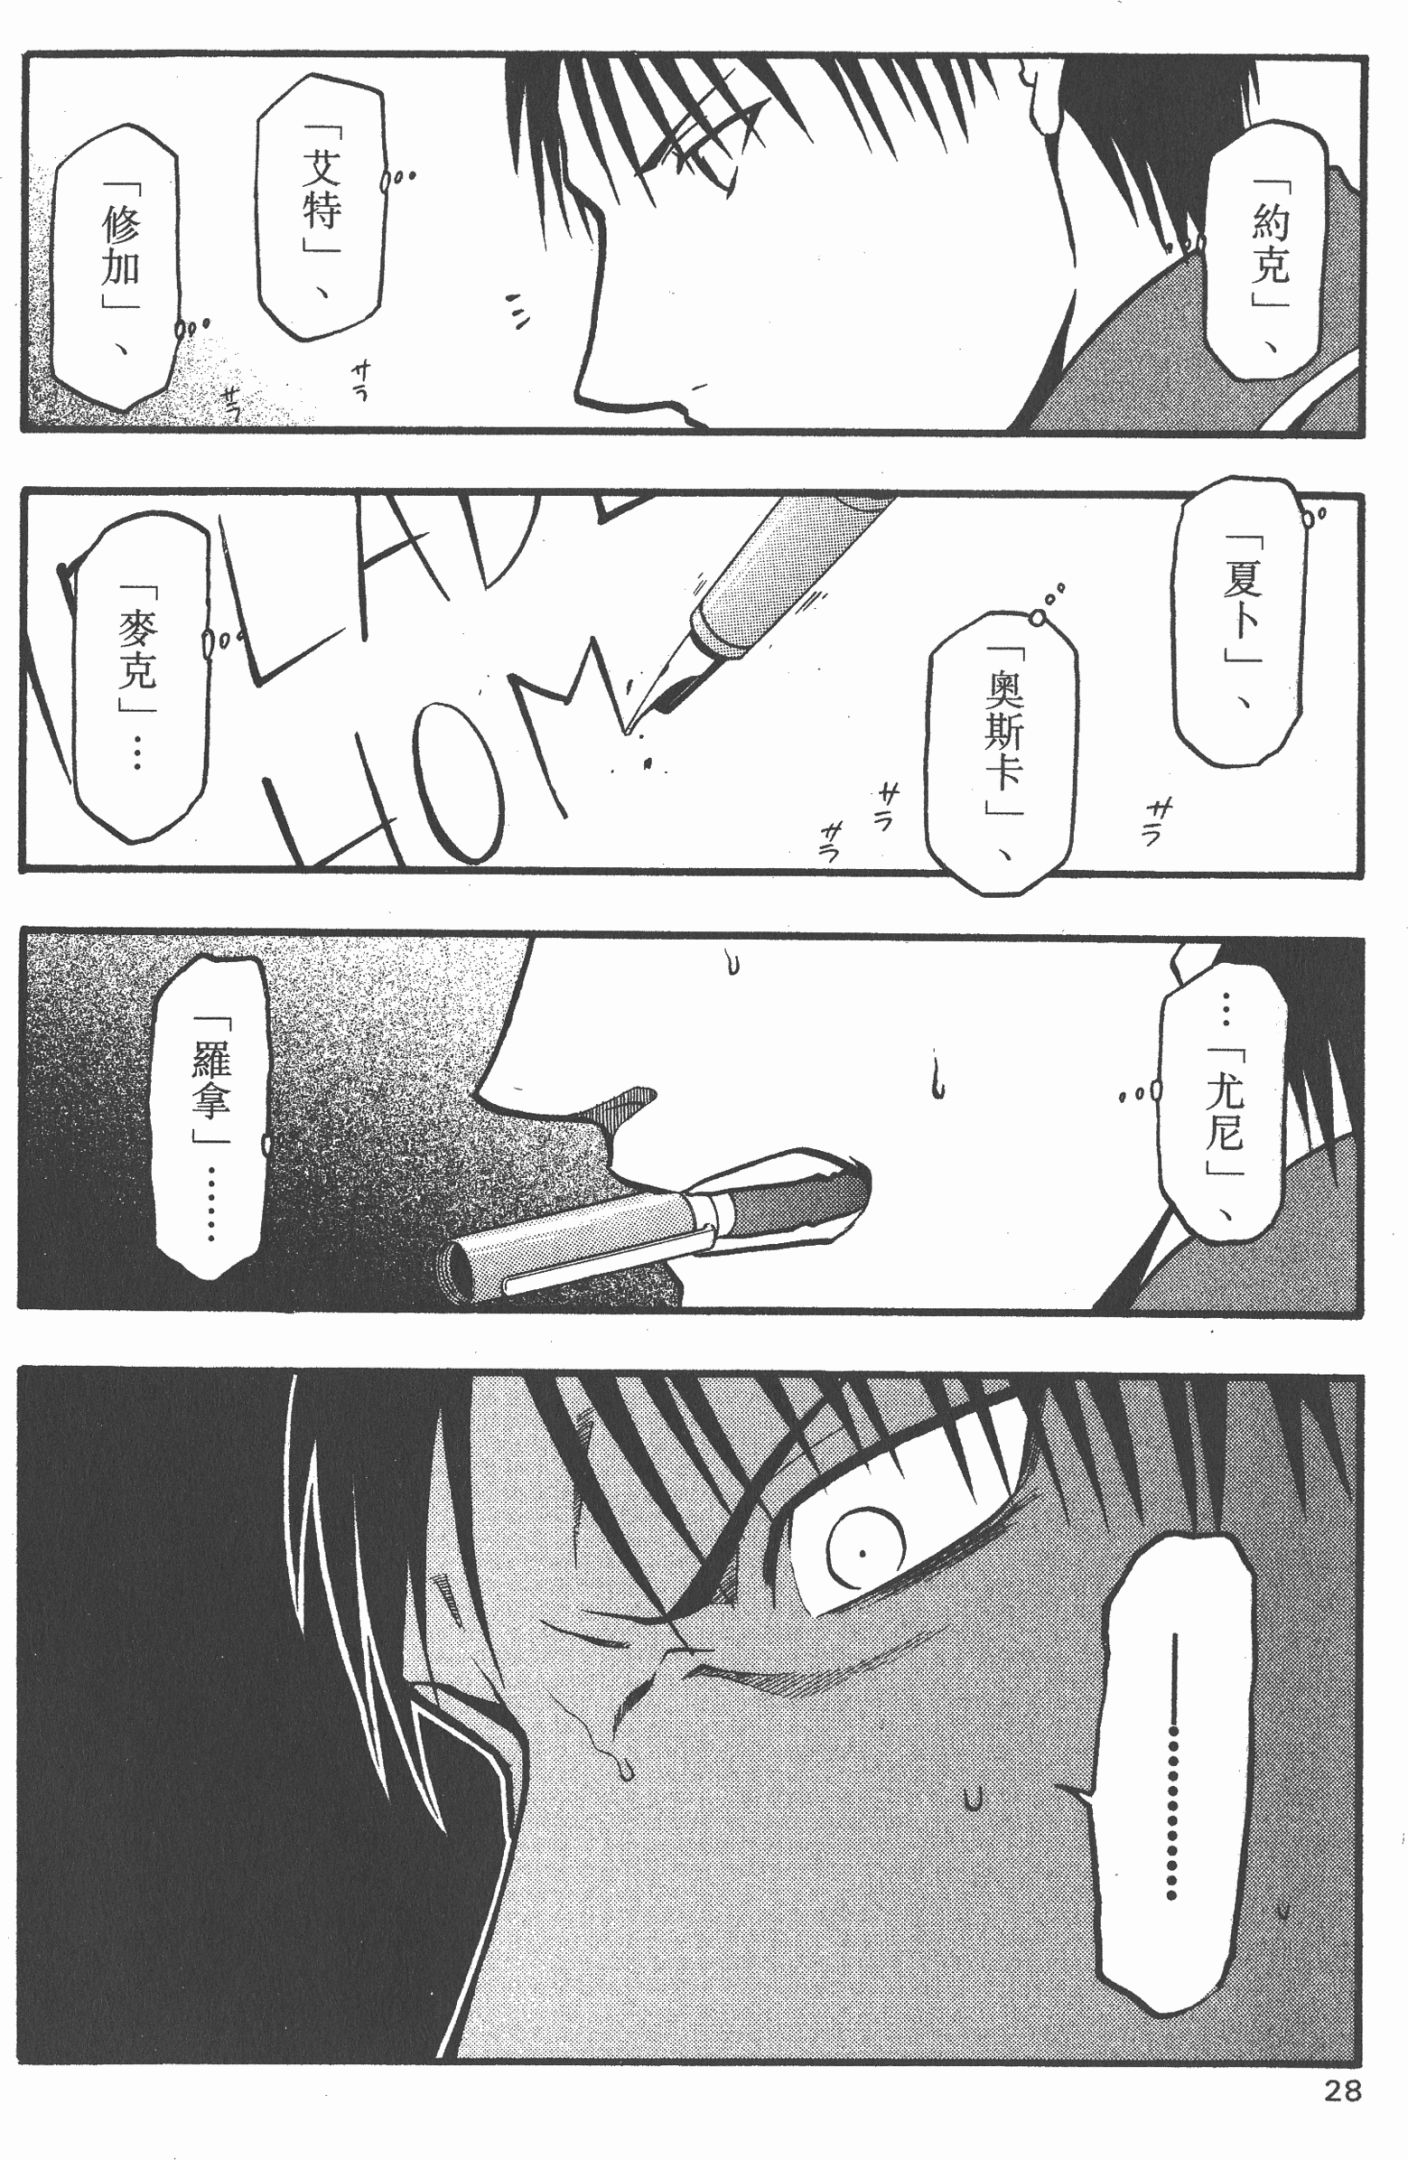 「約克」、
「艾特」、
「修加」、
サラ
サラ
「夏卜」、
「奧斯卡」、
「麥克」…
サラ
サラ
サラ
HOM
…「尤尼」、
「羅拿」……
—…………
28